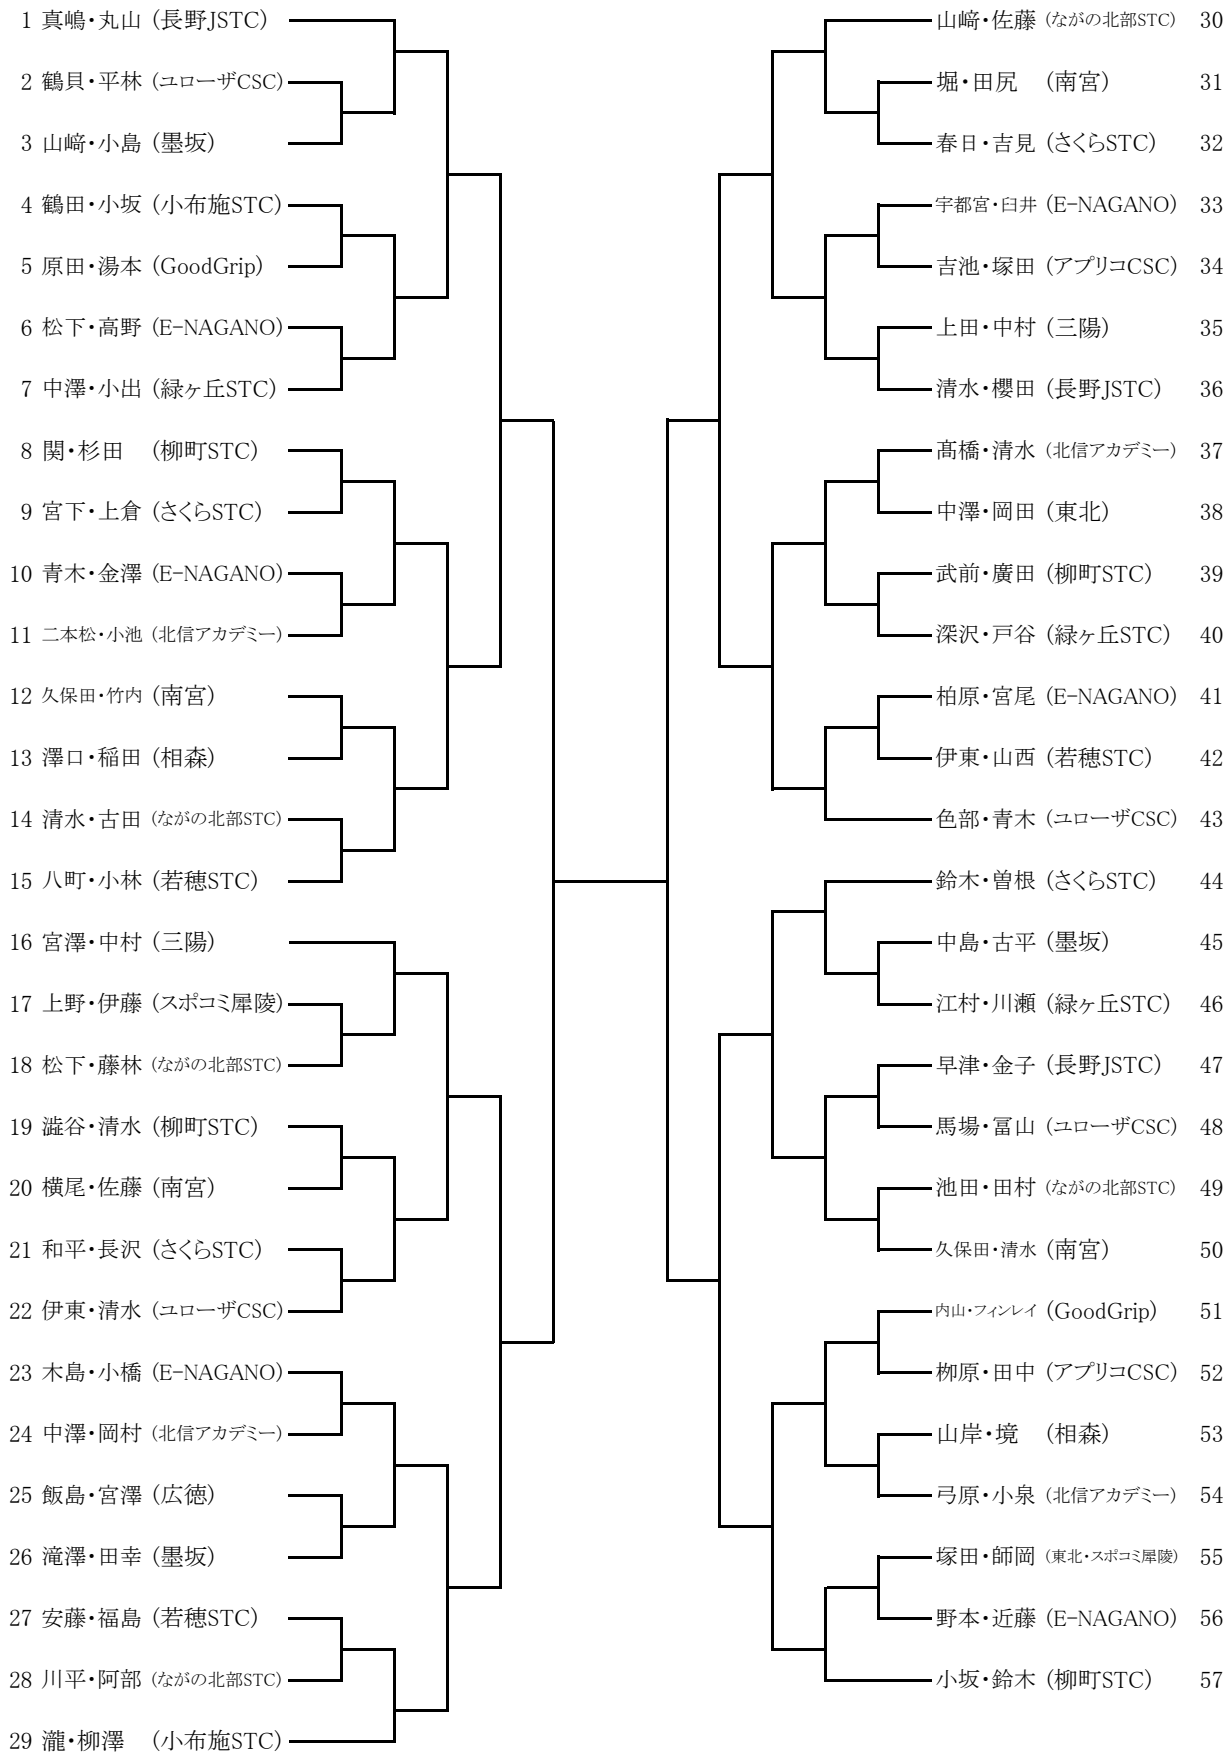 1 真嶋・丸山 (長野JSTC)
2 鶴貝・平林 (ユローザCSC)
3 山﨑・小島 (墨坂)
4 鶴田・小坂 (小布施STC)
5 原田・湯本 (GoodGrip)
6 松下・高野 (E-NAGANO)
7 中澤・小出 (緑ヶ丘STC)
8 関・杉田 (柳町STC)
9 宮下・上倉 (さくらSTC)
10 青木・金澤 (E-NAGANO)
11 二本松・小池 (北信アカデミー)
12 久保田・竹内 (南宮)
13 澤口・稲田 (相森)
14 清水・古田 (ながの北部STC)
15 八町・小林 (若穂STC)
16 宮澤・中村 (三陽)
17 上野・伊藤 (スポコミ犀陵)
18 松下・藤林 (ながの北部STC)
19 澁谷・清水 (柳町STC)
20 横尾・佐藤 (南宮)
21 和平・長沢 (さくらSTC)
22 伊東・清水 (ユローザCSC)
23 木島・小橋 (E-NAGANO)
24 中澤・岡村 (北信アカデミー)
25 飯島・宮澤 (広徳)
26 滝澤・田幸 (墨坂)
27 安藤・福島 (若穂STC)
28 川平・阿部 (ながの北部STC)
29 瀧・柳澤 (小布施STC)
山﨑・佐藤 (ながの北部STC) 30
堀・田尻 (南宮) 31
春日・吉見 (さくらSTC) 32
宇都宮・臼井 (E-NAGANO) 33
吉池・塚田 (アプリコCSC) 34
上田・中村 (三陽) 35
清水・櫻田 (長野JSTC) 36
髙橋・清水 (北信アカデミー) 37
中澤・岡田 (東北) 38
武前・廣田 (柳町STC) 39
深沢・戸谷 (緑ヶ丘STC) 40
柏原・宮尾 (E-NAGANO) 41
伊東・山西 (若穂STC) 42
色部・青木 (ユローザCSC) 43
鈴木・曽根 (さくらSTC) 44
中島・古平 (墨坂) 45
江村・川瀬 (緑ヶ丘STC) 46
早津・金子 (長野JSTC) 47
馬場・冨山 (ユローザCSC) 48
池田・田村 (ながの北部STC) 49
久保田・清水 (南宮) 50
内山・フィンレイ (GoodGrip) 51
栁原・田中 (アプリコCSC) 52
山岸・境 (相森) 53
弓原・小泉 (北信アカデミー) 54
塚田・師岡 (東北・スポコミ犀陵) 55
野本・近藤 (E-NAGANO) 56
小坂・鈴木 (柳町STC) 57